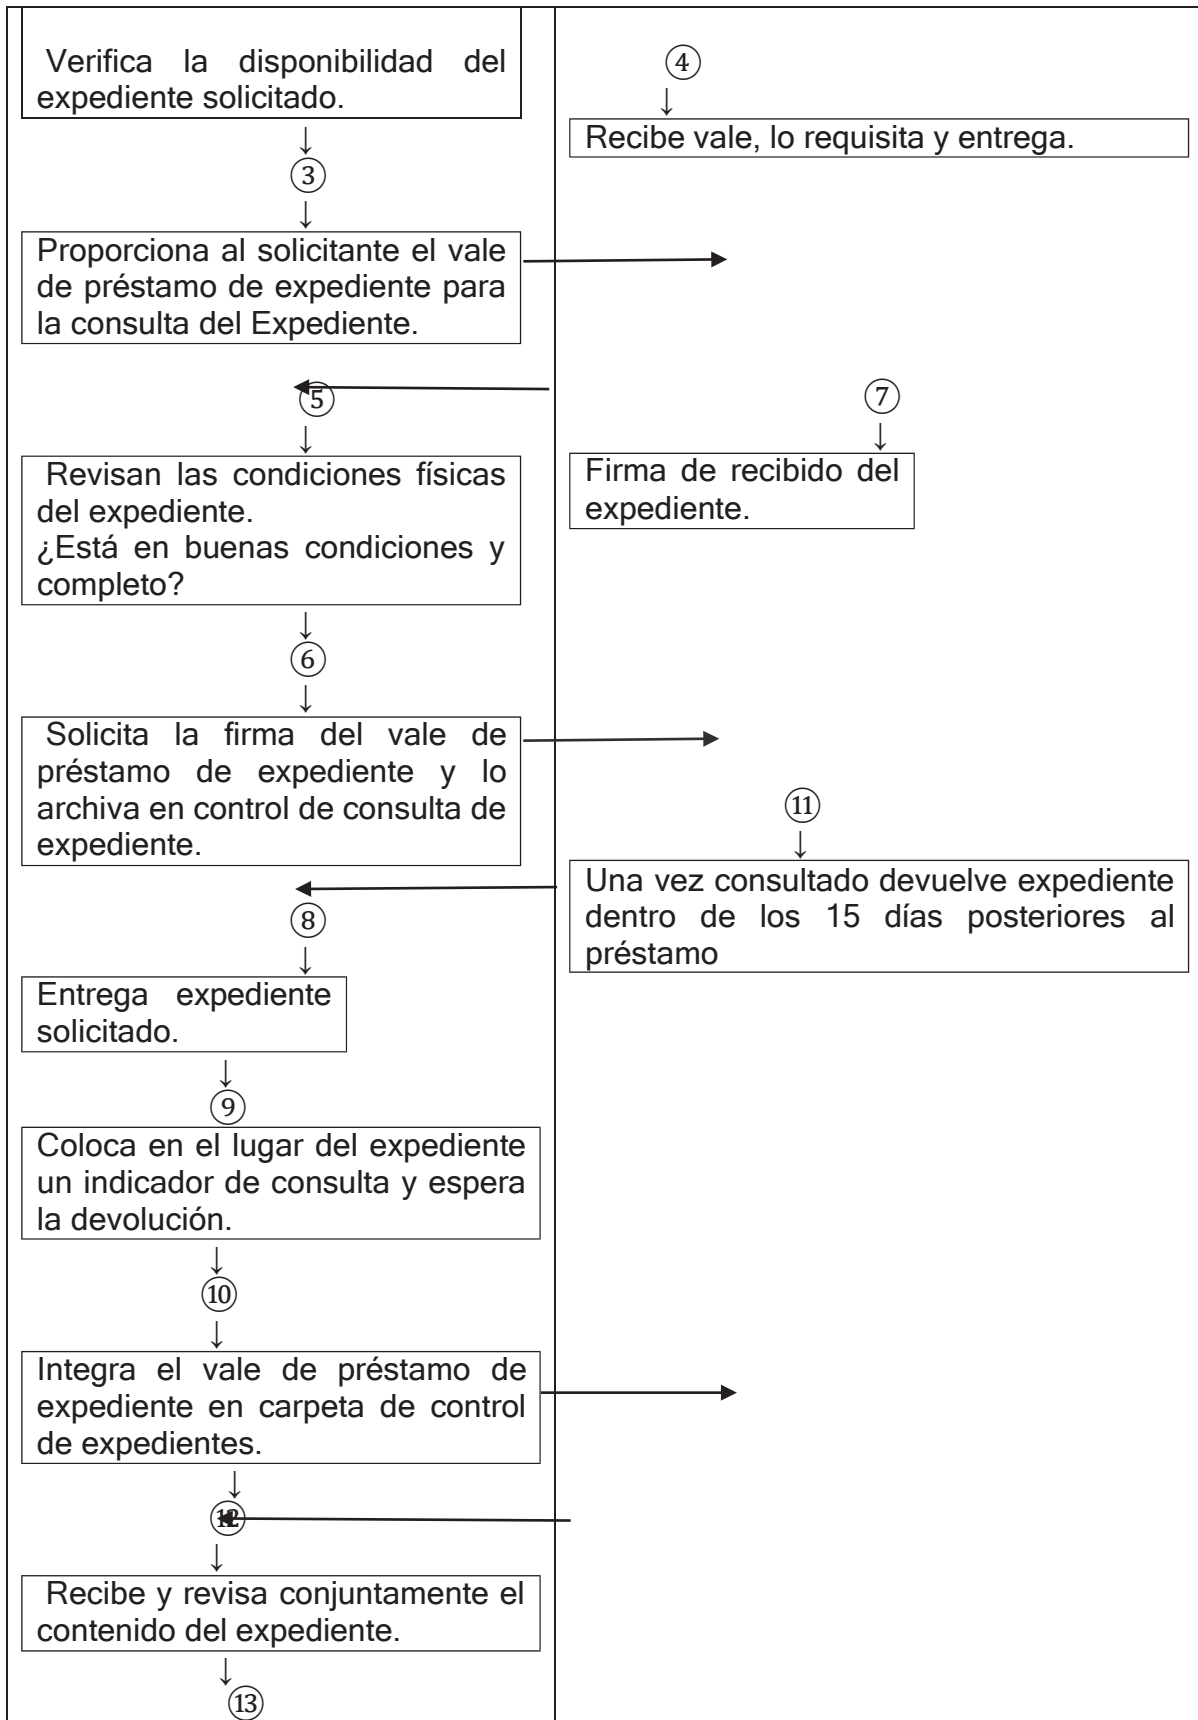 Verifica la disponibilidad del
expediente solicitado.
③
Proporciona al solicitante el vale
de préstamo de expediente para
la consulta del Expediente.
⑤
Revisan las condiciones físicas
del expediente.
¿Está en buenas condiciones y
completo?
⑥
Solicita la firma del vale de
préstamo de expediente y lo
archiva en control de consulta de
expediente.
⑧
Entrega expediente
solicitado.
⑨
Coloca en el lugar del expediente
un indicador de consulta y espera
la devolución.
⑩
Integra el vale de préstamo de
expediente en carpeta de control
de expedientes.
Recibe y revisa conjuntamente el
contenido del expediente.
⑬
④
Recibe vale, lo requisita y entrega.
⑦
Firma de recibido del
expediente.
⑪
Una vez consultado devuelve expediente
dentro de los 15 días posteriores al
préstamo